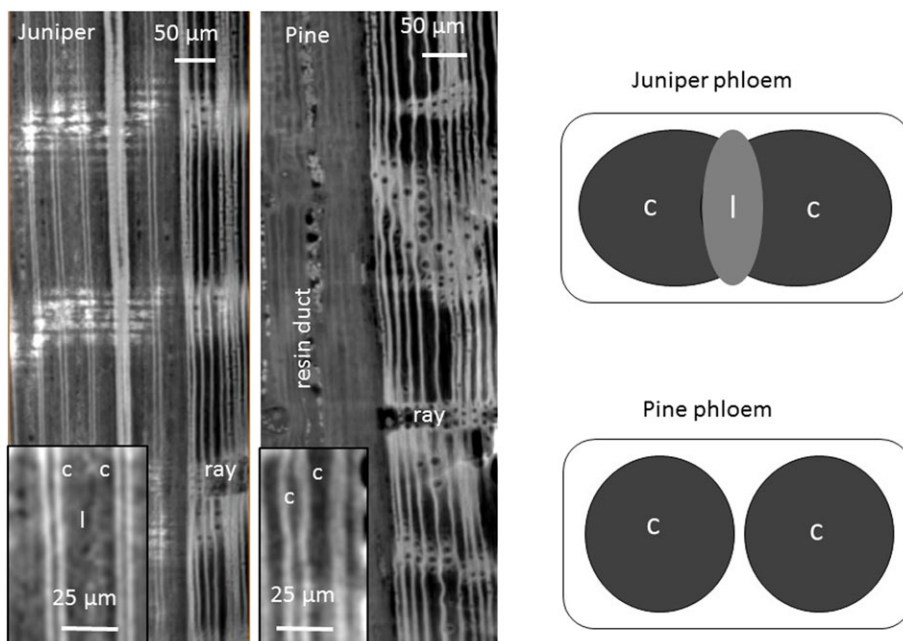 Juniper
50 µm
ray
c c
l
25 µm
Pine
50 µm
resin duct
ray
c
c
25 µm
Juniper phloem
c l c
Pine phloem
c c